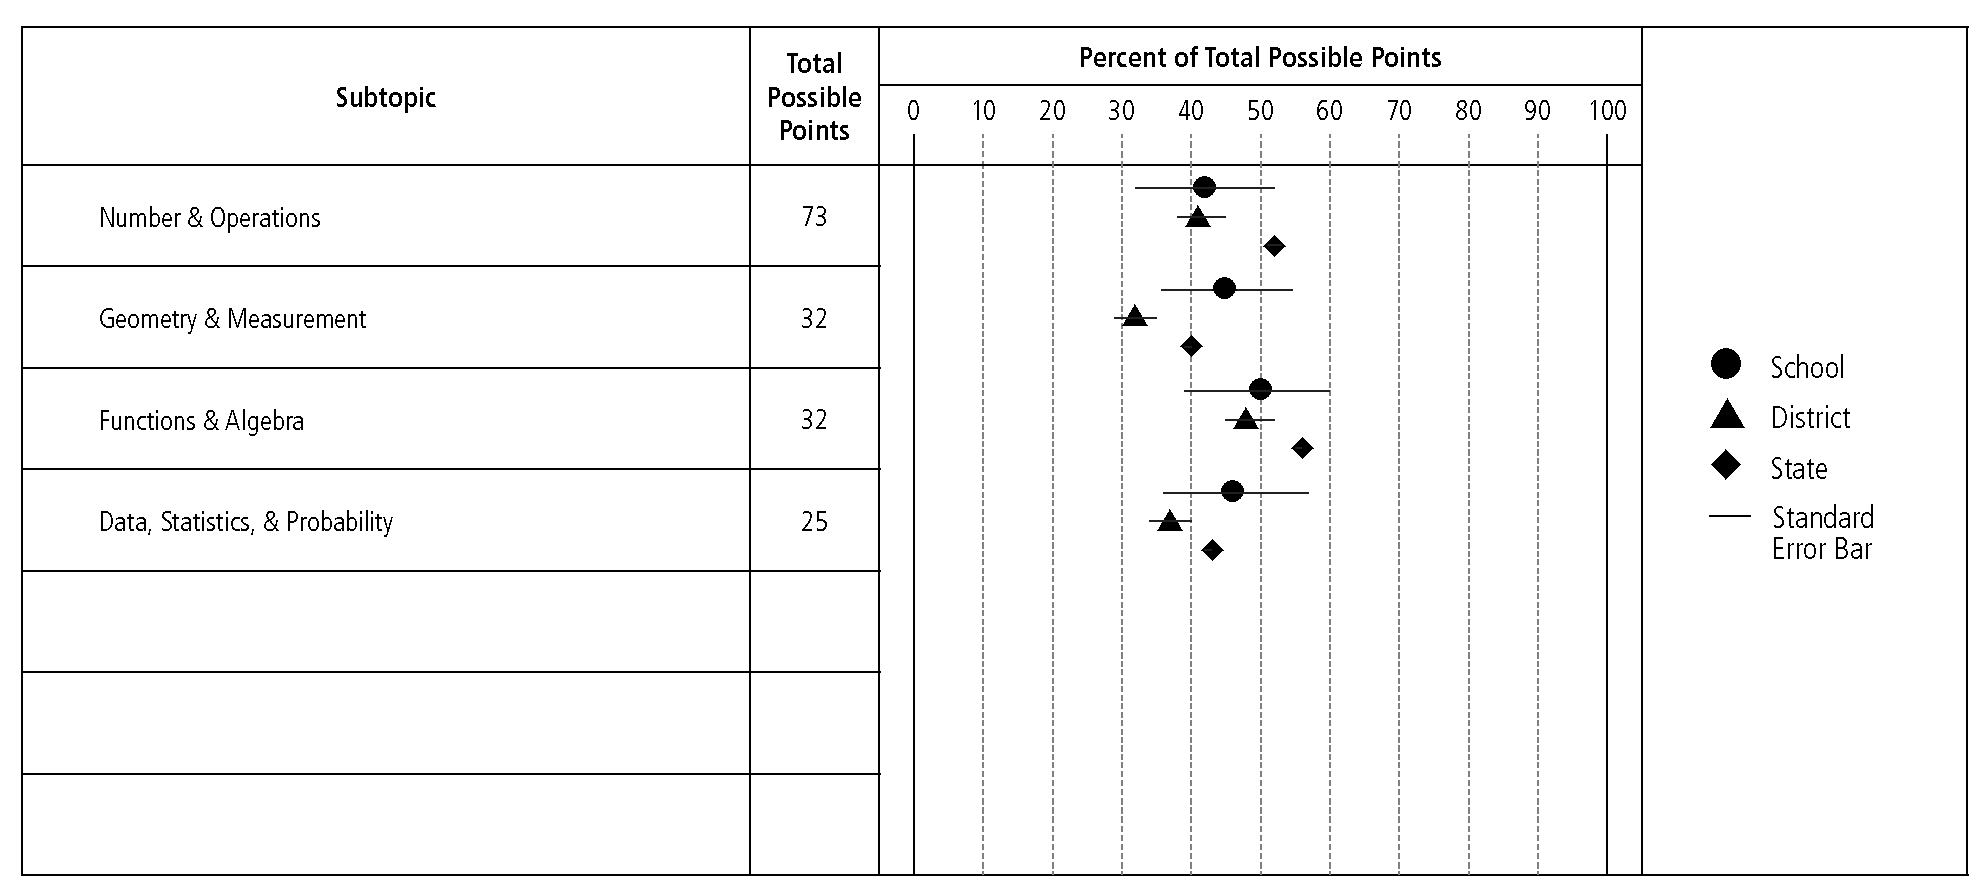 Subtopic
Total
Possible
Points
Percent of Total Possible Points
0 10 20 30 40 50 60 70 80 90 100
Number & Operations 73
Geometry & Measurement 32
Functions & Algebra 32
Data, Statistics, & Probability 25
School
District
State
Standard
Error Bar